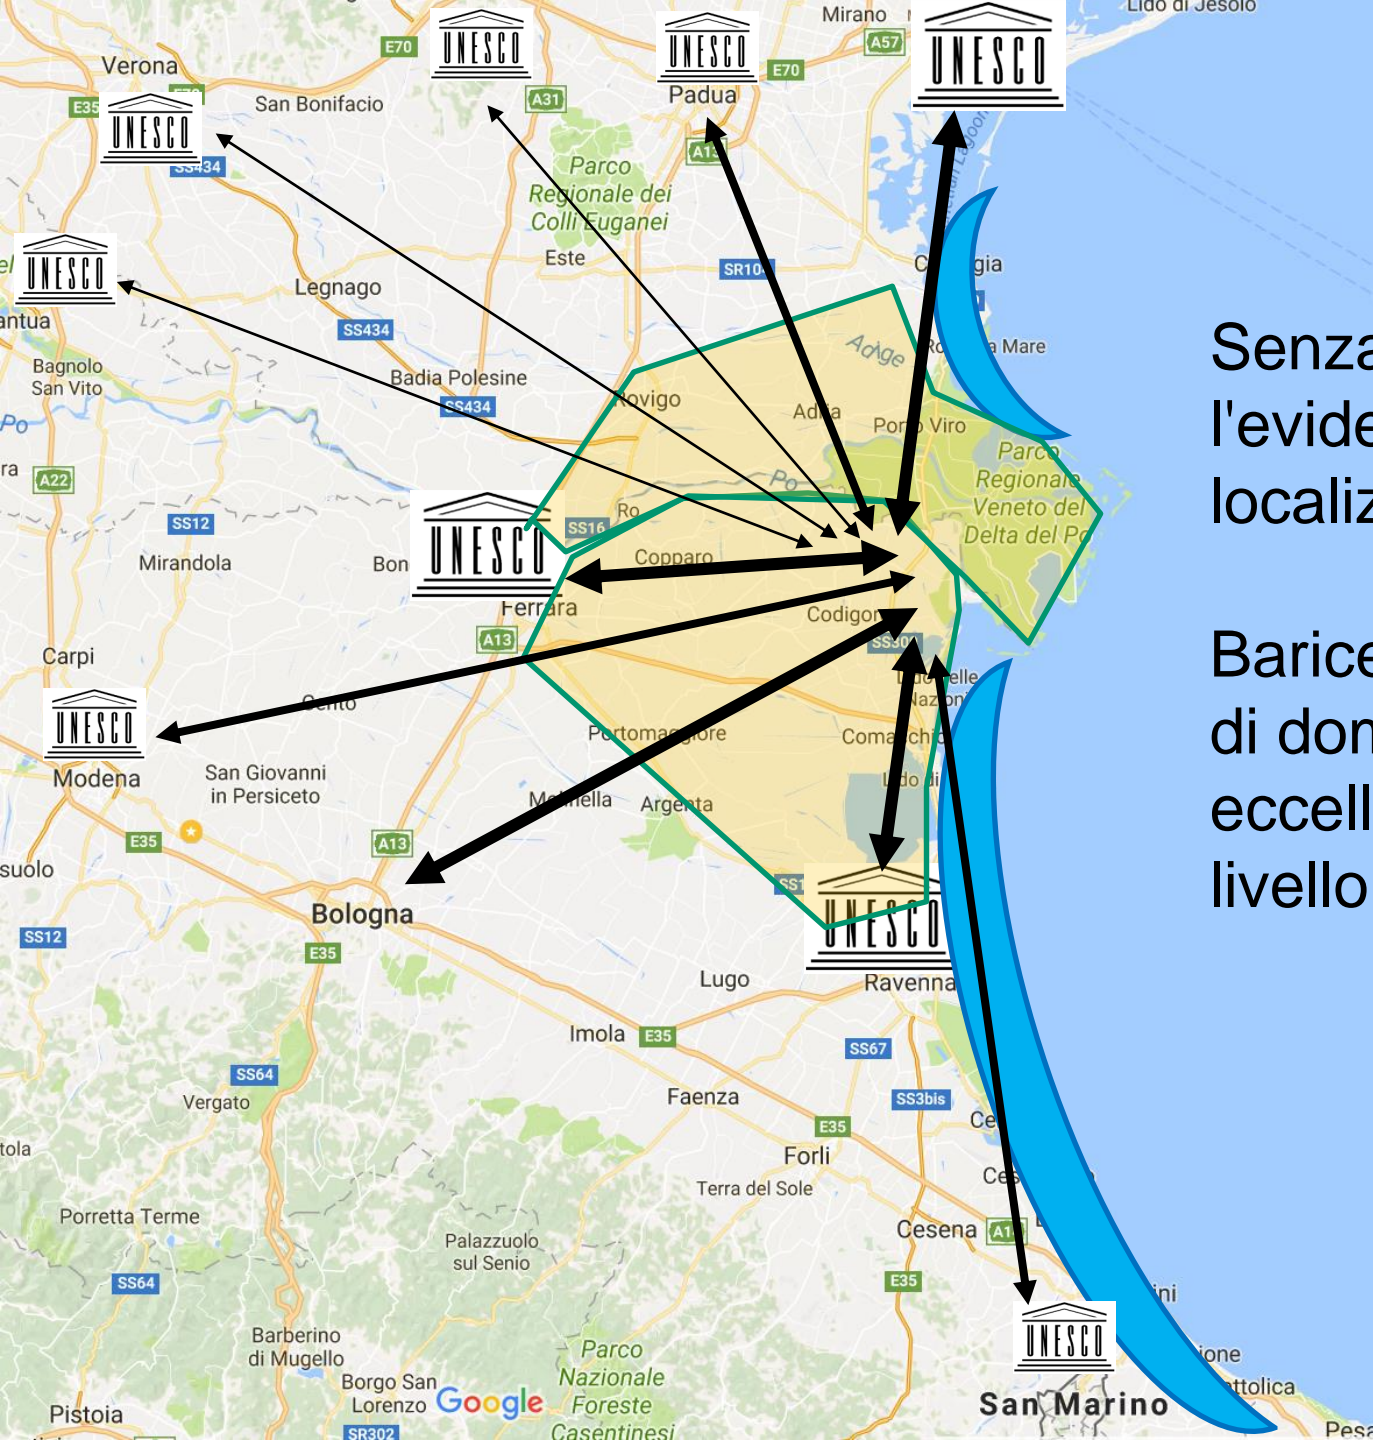 Mirano
Lido di Jesolo
E70
UNESCO
UNESCO
A57
UNESCO
Verona
E70
E35
San Bonifacio
A31
Padua
UNESCO
SS434
A13
Parco
Regionale dei
Colli Euganei
Este
SR104
UNESCO
Legnago
SS434
Adige
Bagnolo
San Vito
Badia Polesine
SS434
Rovigo
Adria
Porto Viro
Po
A22
Parco
Regionale
Veneto del
Delta del Po
Po
Ro
SS12
SS16
UNESCO
Mirandola
Copparo
Ferrara
Codigoro
A13
Carpi
Cento
UNESCO
Modena
San Giovanni
in Persiceto
Portomaggiore
Comacchio
Molinella
Argenta
E35
A13
Bologna
SS12
E35
UNESCO
Ravenna
Lugo
Imola
E35
SS67
SS64
Vergato
Faenza
SS3bis
E35
Forli
Terra del Sole
Porretta Terme
Cesena
Palazzuolo
sul Senio
SS64
E35
Barberino
di Mugello
Borgo San
Lorenzo
Google
Parco
Nazionale
Foreste
Casentinesi
UNESCO
San Marino
Pistoia
SR302
Senza
l'evide
localiz
Barice
di don
eccell
livello